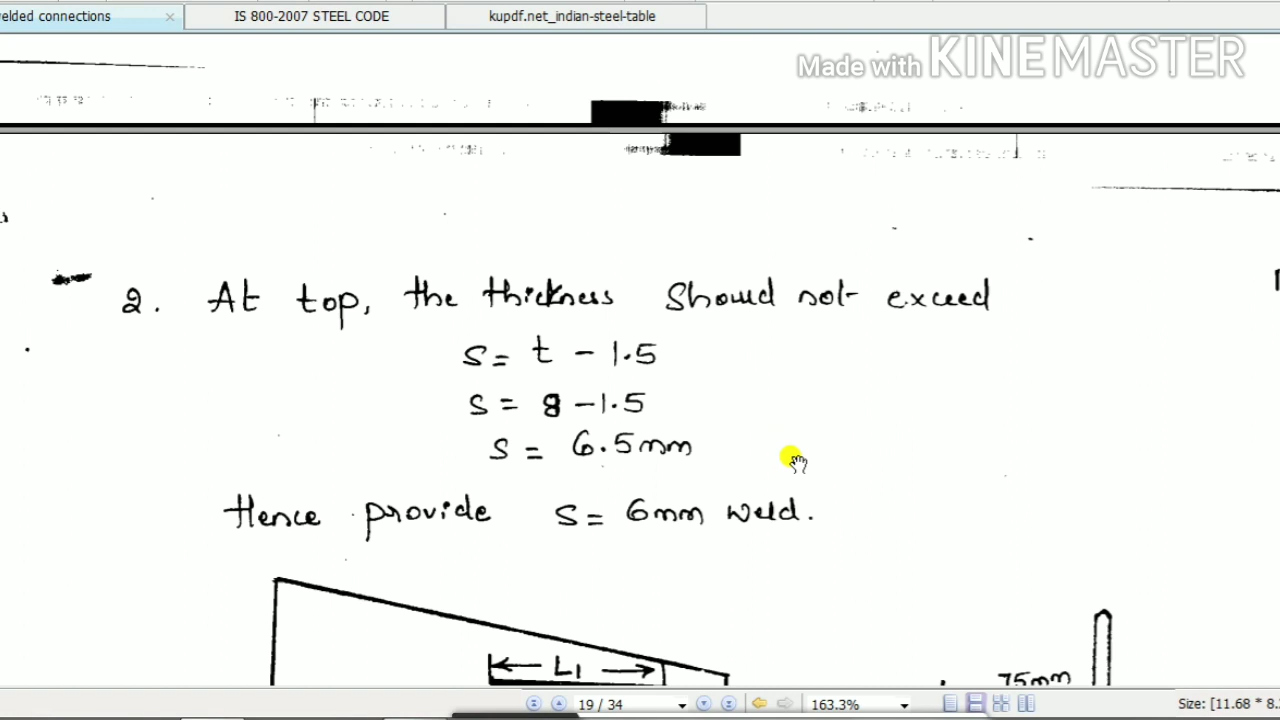 elded connections
IS 800-2007 STEEL CODE
kupdf.net_indian-steel-table
Made with KINEMASTER
2. At top, the thickness should not exceed
s = t - 1.5
s = 8 - 1.5
s = 6.5mm
Hence provide s = 6mm weld.
L1
75mm
19 / 34
163.3%
Size: [11.68 * 8.